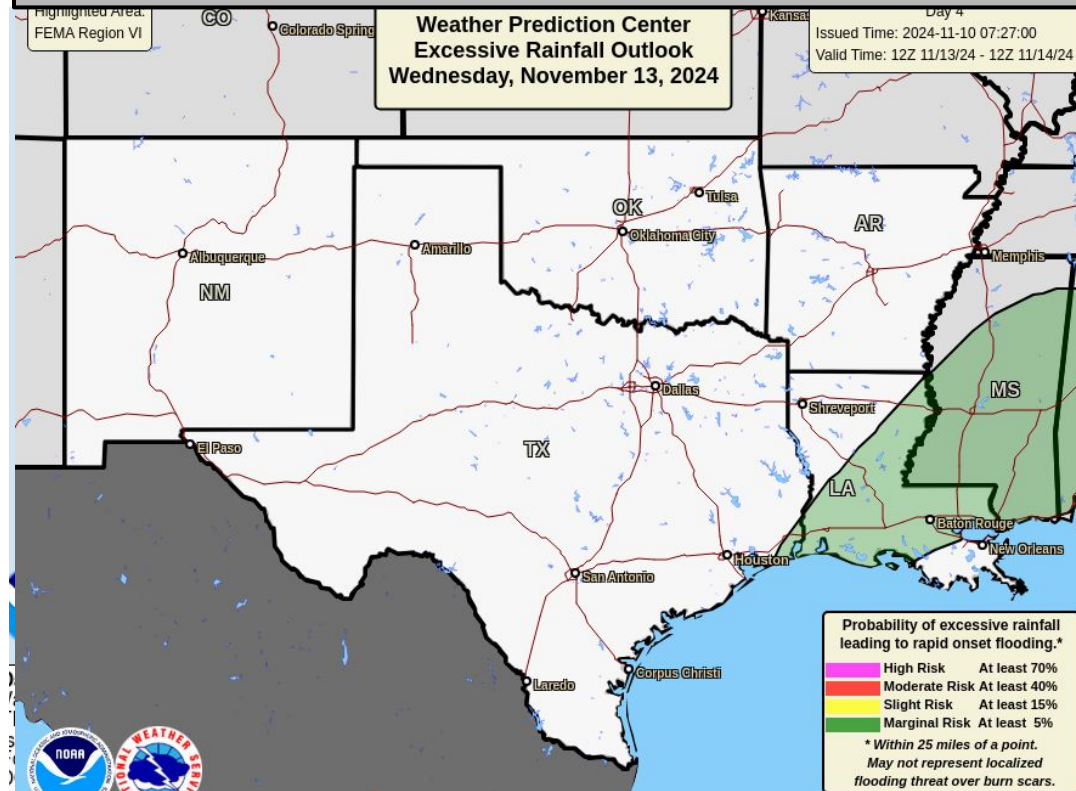 Highlighted Area:
FEMA Region VI
Weather Prediction Center
Excessive Rainfall Outlook
Wednesday, November 13, 2024
Day 4
Issued Time: 2024-11-10 07:27:00
Valid Time: 12Z 11/13/24 - 12Z 11/14/24
CO
Colorado Spring
Kansas
Tulsa
OK
Oklahoma City
AR
Amarillo
Albuquerque
Memphis
NM
Dallas
MS
Shreveport
El Paso
TX
LA
Baton Rouge
New Orleans
Houston
San Antonio
Corpus Christi
Laredo
Probability of excessive rainfall
leading to rapid onset flooding.*
High Risk At least 70%
Moderate Risk At least 40%
Slight Risk At least 15%
Marginal Risk At least 5%
* Within 25 miles of a point.
May not represent localized
flooding threat over burn scars.
NOAA
WEATHER SERV